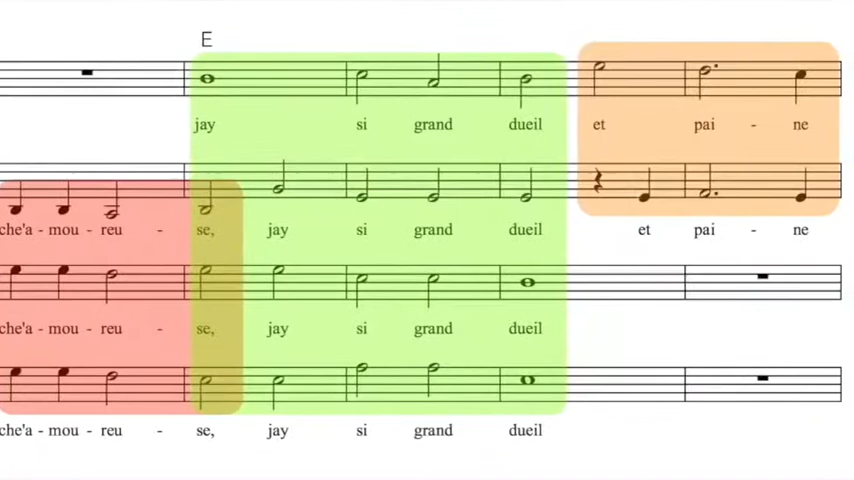 E
jay si grand dueil et pai - ne
che'a - mou - reu - se, jay si grand dueil et pai - ne
che'a - mou - reu - se, jay si grand dueil
che'a - mou - reu - se, jay si grand dueil